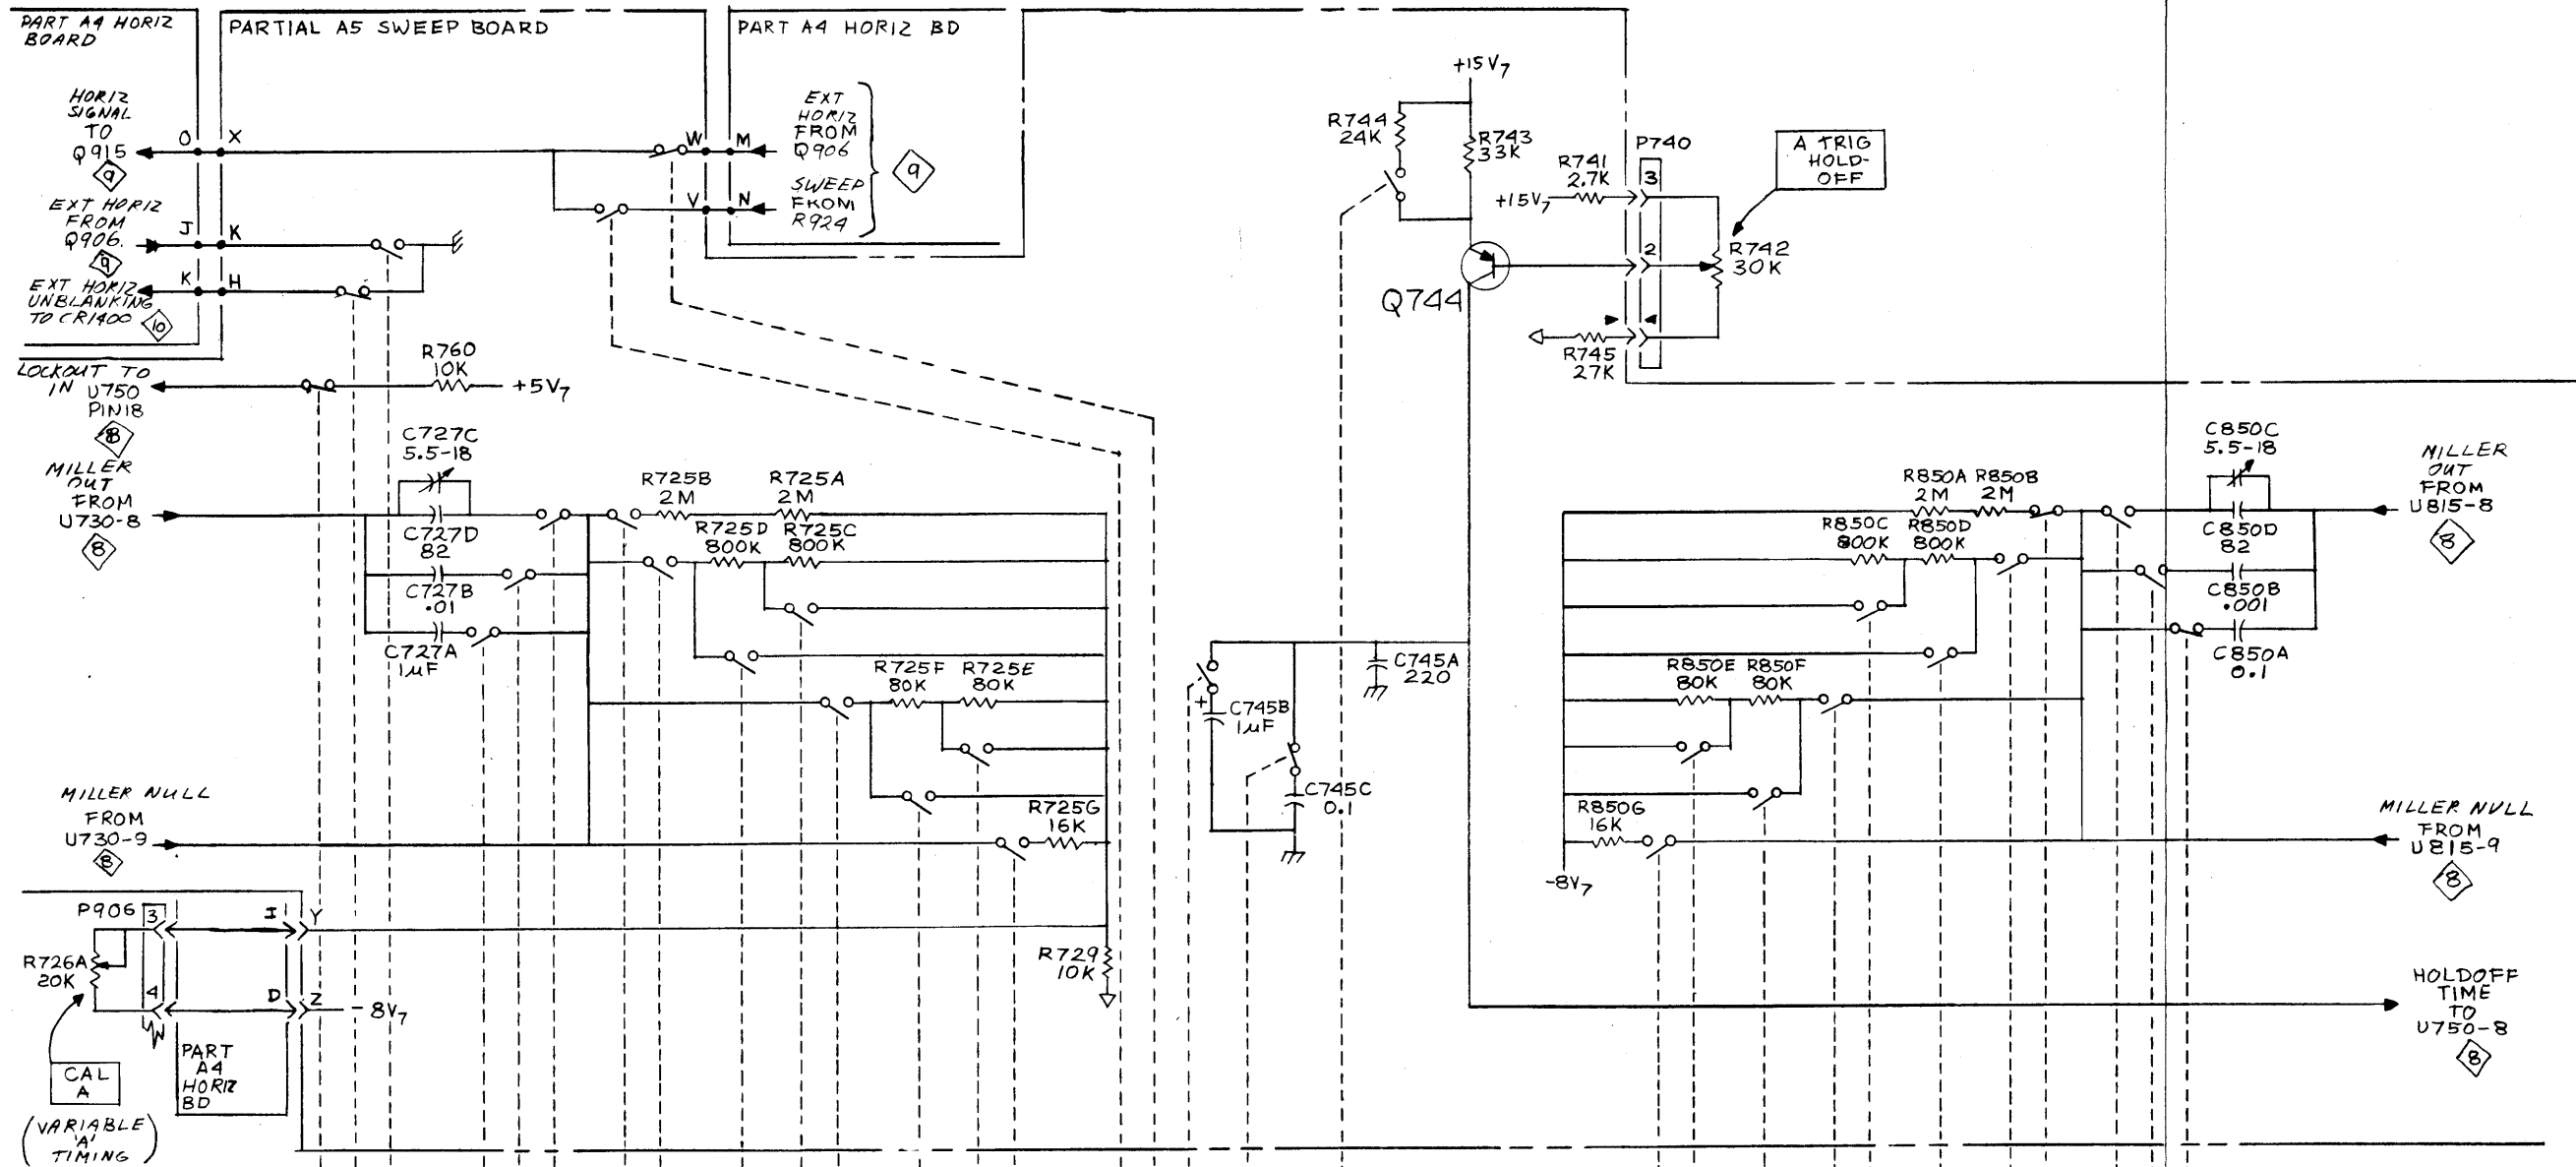 PART A4 HORIZ
BOARD
PARTIAL A5 SWEEP BOARD
PART A4 HORIZ BD
HORIZ
SIGNAL
TO
Q915
9
O X
W M
EXT
HORIZ
FROM
Q906
SWEEP
FROM
R924
9
V N
EXT HORIZ
FROM
Q906.
9
J K
EXT HORIZ
UNBLANKING
TO CR1400
10
K H
LOCKOUT TO
IN U750
PIN18
8
R760
10K
+5V7
+15V7
R744
24K
R743
33K
R741
2.7K
+15V7
P740
3
2
A TRIG
HOLD-
OFF
R742
30K
Q744
R745
27K
MILLER
OUT
FROM
U730-8
8
C727C
5.5-18
C727D
82
C727B
.01
C727A
1µF
R725B
2M
R725A
2M
R725D
800K
R725C
800K
R725F
80K
R725E
80K
R725G
16K
MILLER NULL
FROM
U730-9
8
C745A
220
+
C745B
1µF
C745C
0.1
R850A
2M
R850B
2M
R850C
800K
R850D
800K
R850E
80K
R850F
80K
R850G
16K
-8V7
C850C
5.5-18
C850D
82
C850B
.001
C850A
0.1
MILLER
OUT
FROM
U815-8
8
MILLER NULL
FROM
U815-9
8
P906
3
I Y
R726A
20K
4
D Z
-8V7
R729
10K
CAL
A
PART
A4
HORIZ
BD
(VARIABLE
'A'
TIMING)
HOLDOFF
TIME
TO
U750-8
8